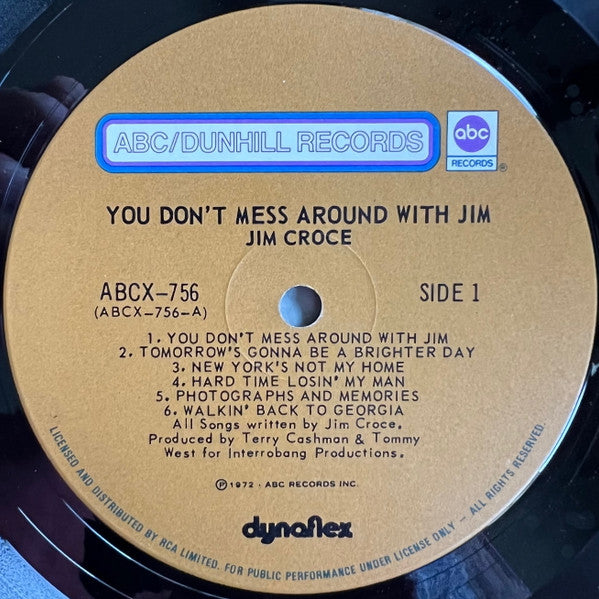 ABC/DUNHILL RECORDS
abc
RECORDS
®
YOU DON'T MESS AROUND WITH JIM
JIM CROCE
ABCX-756
(ABCX-756-A)
SIDE 1
1. YOU DON'T MESS AROUND WITH JIM
2. TOMORROW'S GONNA BE A BRIGHTER DAY
3. NEW YORK'S NOT MY HOME
4. HARD TIME LOSIN' MY MAN
5. PHOTOGRAPHS AND MEMORIES
6. WALKIN' BACK TO GEORGIA
All Songs written by Jim Croce.
Produced by Terry Cashman & Tommy
West for Interrobang Productions.
Ⓟ1972 · ABC RECORDS INC.
dynaflex
LICENSED AND DISTRIBUTED BY RCA LIMITED. FOR PUBLIC PERFORMANCE UNDER LICENSE ONLY – ALL RIGHTS RESERVED.